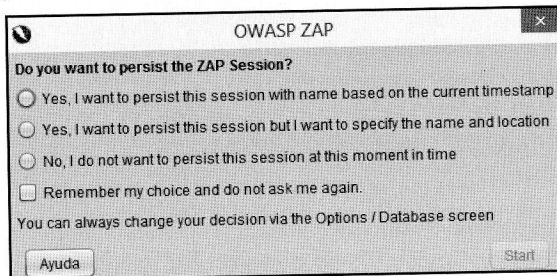 OWASP ZAP
Do you want to persist the ZAP Session?
Yes, I want to persist this session with name based on the current timestamp
Yes, I want to persist this session but I want to specify the name and location
No, I do not want to persist this session at this moment in time
Remember my choice and do not ask me again.
You can always change your decision via the Options / Database screen
Ayuda
Start